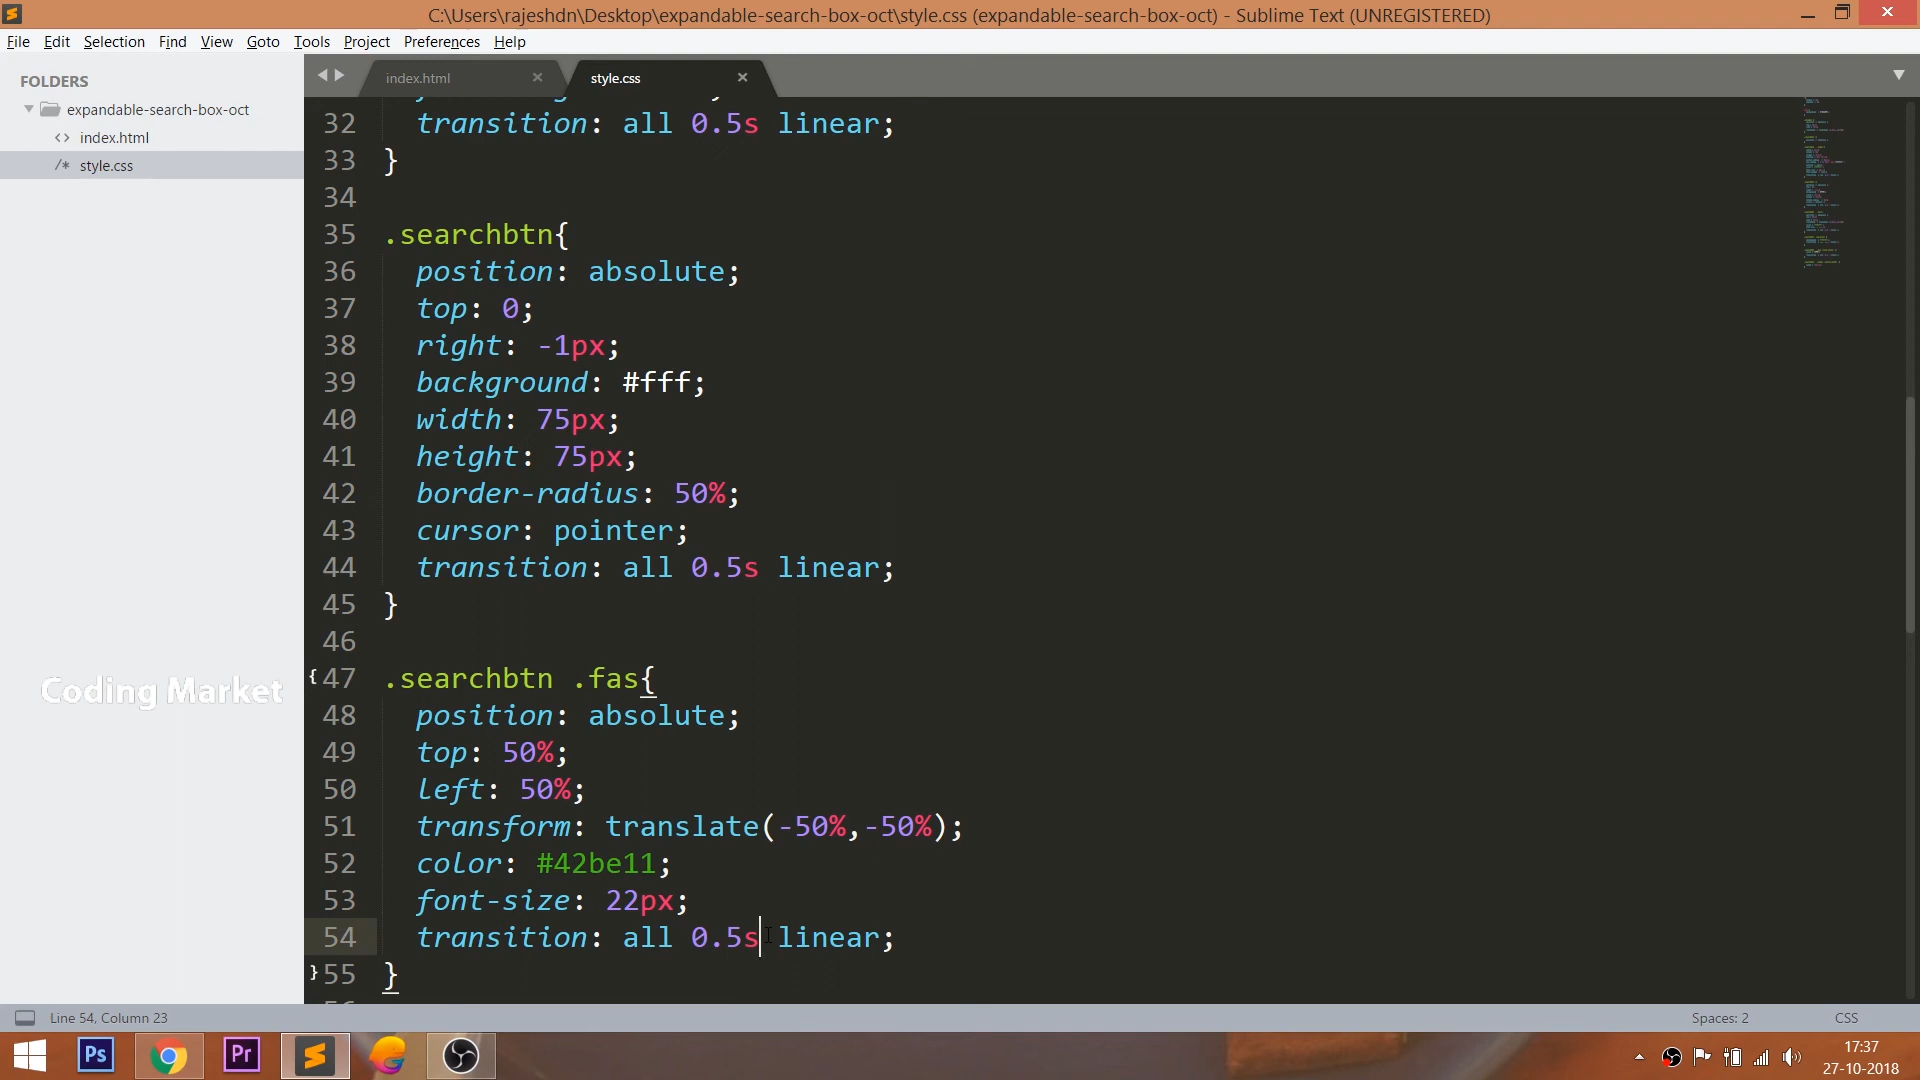 C:\Users\rajeshdn\Desktop\expandable-search-box-oct\style.css (expandable-search-box-oct) - Sublime Text (UNREGISTERED)
File Edit Selection Find View Goto Tools Project Preferences Help
FOLDERS
expandable-search-box-oct
<> index.html
/* style.css
index.html
style.css
32 transition: all 0.5s linear;
33 }
34
35 .searchbtn{
36 position: absolute;
37 top: 0;
38 right: -1px;
39 background: #fff;
40 width: 75px;
41 height: 75px;
42 border-radius: 50%;
43 cursor: pointer;
44 transition: all 0.5s linear;
45 }
46
47 .searchbtn .fas{
48 position: absolute;
49 top: 50%;
50 left: 50%;
51 transform: translate(-50%,-50%);
52 color: #42be11;
53 font-size: 22px;
54 transition: all 0.5s linear;
55 }
Coding Market
Line 54, Column 23
Spaces: 2
CSS
Ps
Pr
17:37
27-10-2018